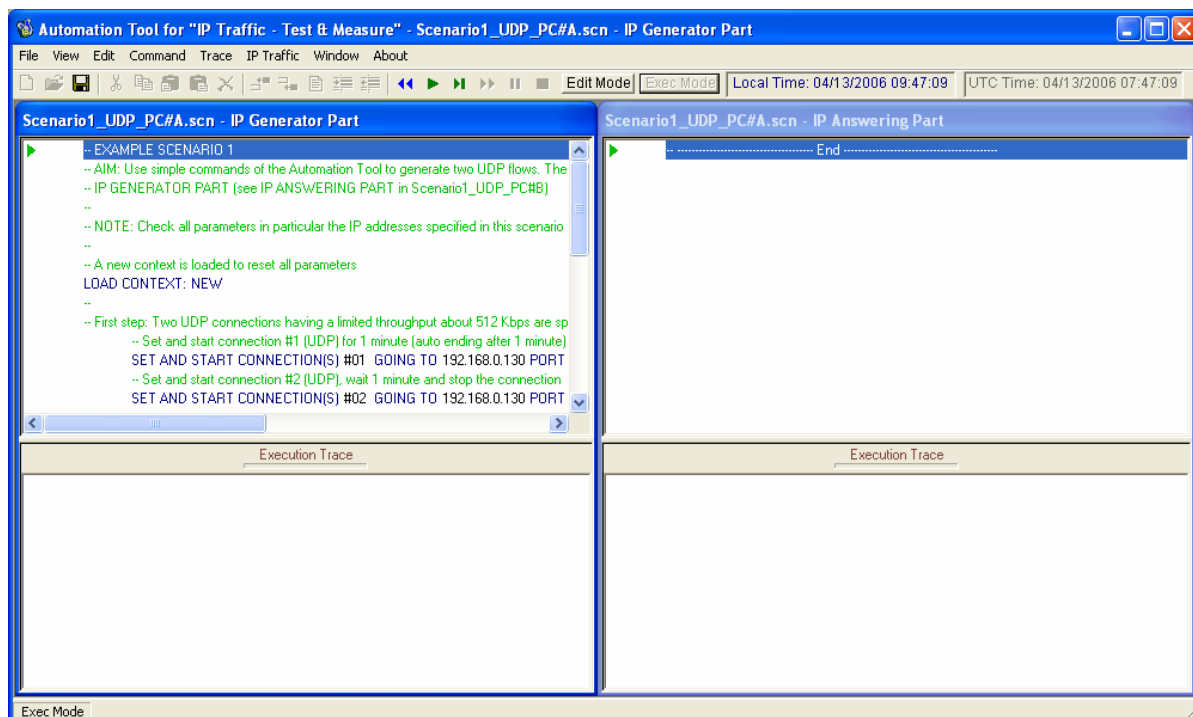 Automation Tool for "IP Traffic - Test & Measure" - Scenario1_UDP_PC#A.scn - IP Generator Part
File View Edit Command Trace IP Traffic Window About
Edit Mode Exec Mode Local Time: 04/13/2006 09:47:09 UTC Time: 04/13/2006 07:47:09
Scenario1_UDP_PC#A.scn - IP Generator Part
-- EXAMPLE SCENARIO 1
-- AIM: Use simple commands of the Automation Tool to generate two UDP flows. The
-- IP GENERATOR PART (see IP ANSWERING PART in Scenario1_UDP_PC#B)
--
-- NOTE: Check all parameters in particular the IP addresses specified in this scenario
--
-- A new context is loaded to reset all parameters
LOAD CONTEXT: NEW
--
-- First step: Two UDP connections having a limited throughput about 512 Kbps are sp
-- Set and start connection #1 (UDP) for 1 minute (auto ending after 1 minute)
SET AND START CONNECTION(S) #01 GOING TO 192.168.0.130 PORT
-- Set and start connection #2 (UDP), wait 1 minute and stop the connection
SET AND START CONNECTION(S) #02 GOING TO 192.168.0.130 PORT
Execution Trace
Scenario1_UDP_PC#A.scn - IP Answering Part
-- ------------------------------------ End -----------------------------------------
Execution Trace
Exec Mode